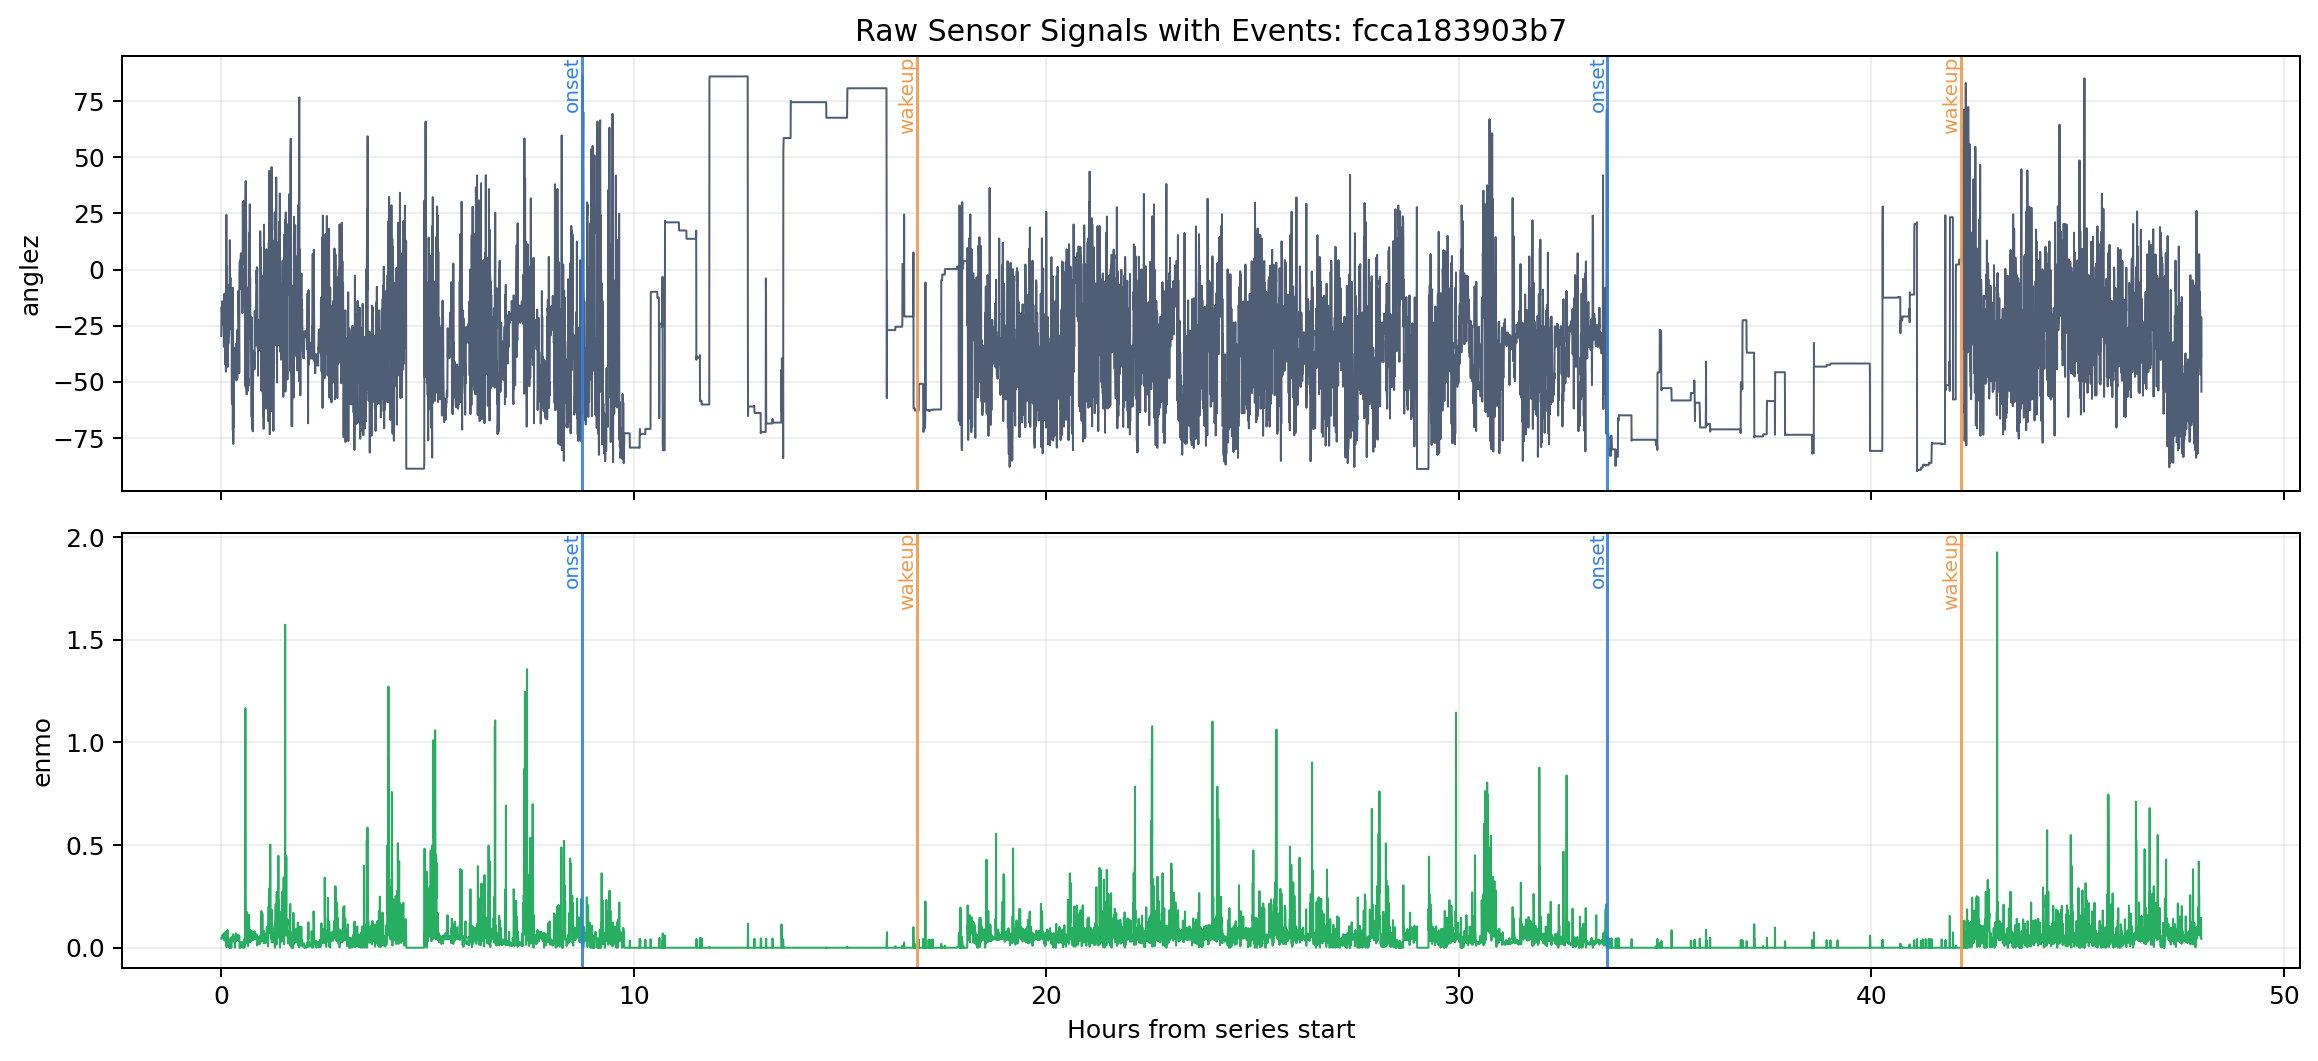 Raw Sensor Signals with Events: fcca183903b7
anglez
75
50
25
0
−25
−50
−75
onset
wakeup
onset
wakeup
enmo
2.0
1.5
1.0
0.5
0.0
onset
wakeup
onset
wakeup
0
10
20
30
40
50
Hours from series start